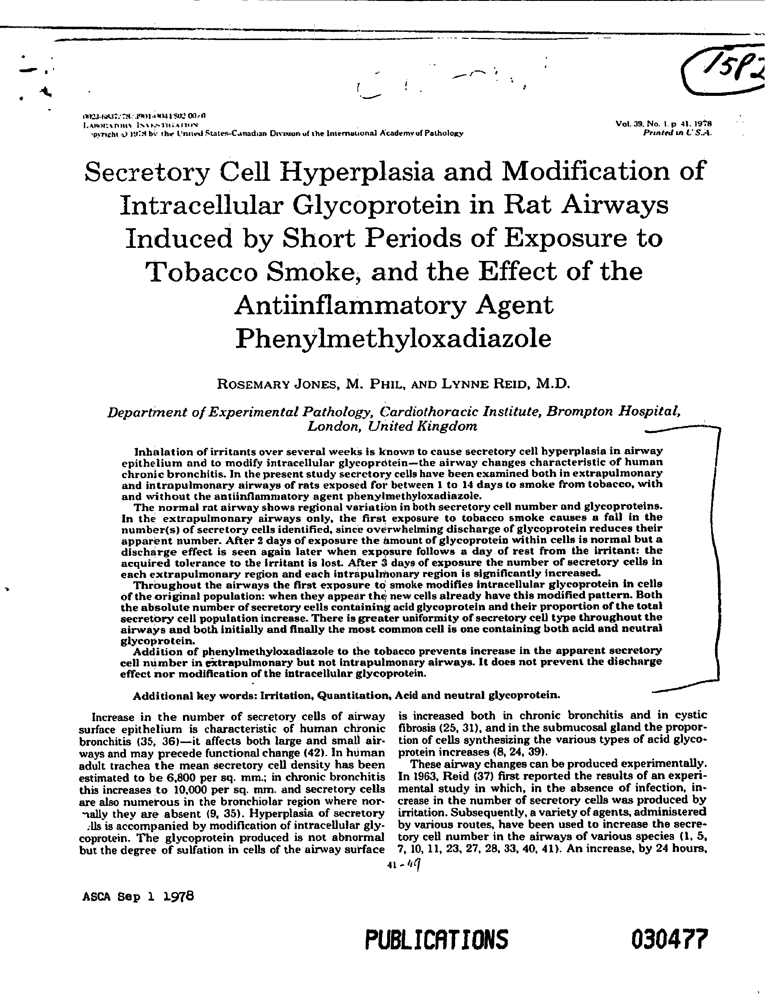 1582
0023-6837/78/3901-0041$02.00/0
LABORATORY INVESTIGATION
pyright © 1978 by the United States-Canadian Division of the International Academy of Pathology
Vol. 39, No. 1, p. 41, 1978
Printed in U.S.A.
Secretory Cell Hyperplasia and Modification of
Intracellular Glycoprotein in Rat Airways
Induced by Short Periods of Exposure to
Tobacco Smoke, and the Effect of the
Antiinflammatory Agent
Phenylmethyloxadiazole
ROSEMARY JONES, M. PHIL, AND LYNNE REID, M.D.
Department of Experimental Pathology, Cardiothoracic Institute, Brompton Hospital,
London, United Kingdom
Inhalation of irritants over several weeks is known to cause secretory cell hyperplasia in airway
epithelium and to modify intracellular glycoprotein—the airway changes characteristic of human
chronic bronchitis. In the present study secretory cells have been examined both in extrapulmonary
and intrapulmonary airways of rats exposed for between 1 to 14 days to smoke from tobacco, with
and without the antiinflammatory agent phenylmethyloxadiazole.
The normal rat airway shows regional variation in both secretory cell number and glycoproteins.
In the extrapulmonary airways only, the first exposure to tobacco smoke causes a fall in the
number(s) of secretory cells identified, since overwhelming discharge of glycoprotein reduces their
apparent number. After 2 days of exposure the amount of glycoprotein within cells is normal but a
discharge effect is seen again later when exposure follows a day of rest from the irritant: the
acquired tolerance to the irritant is lost. After 3 days of exposure the number of secretory cells in
each extrapulmonary region and each intrapulmonary region is significantly increased.
Throughout the airways the first exposure to smoke modifies intracellular glycoprotein in cells
of the original population: when they appear the new cells already have this modified pattern. Both
the absolute number of secretory cells containing acid glycoprotein and their proportion of the total
secretory cell population increase. There is greater uniformity of secretory cell type throughout the
airways and both initially and finally the most common cell is one containing both acid and neutral
glycoprotein.
Addition of phenylmethyloxadiazole to the tobacco prevents increase in the apparent secretory
cell number in extrapulmonary but not intrapulmonary airways. It does not prevent the discharge
effect nor modification of the intracellular glycoprotein.
Additional key words: Irritation, Quantitation, Acid and neutral glycoprotein.
Increase in the number of secretory cells of airway
surface epithelium is characteristic of human chronic
bronchitis (35, 36)—it affects both large and small air-
ways and may precede functional change (42). In human
adult trachea the mean secretory cell density has been
estimated to be 6,800 per sq. mm.; in chronic bronchitis
this increases to 10,000 per sq. mm. and secretory cells
are also numerous in the bronchiolar region where nor-
nally they are absent (9, 35). Hyperplasia of secretory
lls is accompanied by modification of intracellular gly-
coprotein. The glycoprotein produced is not abnormal
but the degree of sulfation in cells of the airway surface
is increased both in chronic bronchitis and in cystic
fibrosis (25, 31), and in the submucosal gland the propor-
tion of cells synthesizing the various types of acid glyco-
protein increases (8, 24, 39).
These airway changes can be produced experimentally.
In 1963, Reid (37) first reported the results of an experi-
mental study in which, in the absence of infection, in-
crease in the number of secretory cells was produced by
irritation. Subsequently, a variety of agents, administered
by various routes, have been used to increase the secre-
tory cell number in the airways of various species (1, 5,
7, 10, 11, 23, 27, 28, 33, 40, 41). An increase, by 24 hours,
41-49
ASCA Sep 1 1978
PUBLICATIONS
030477